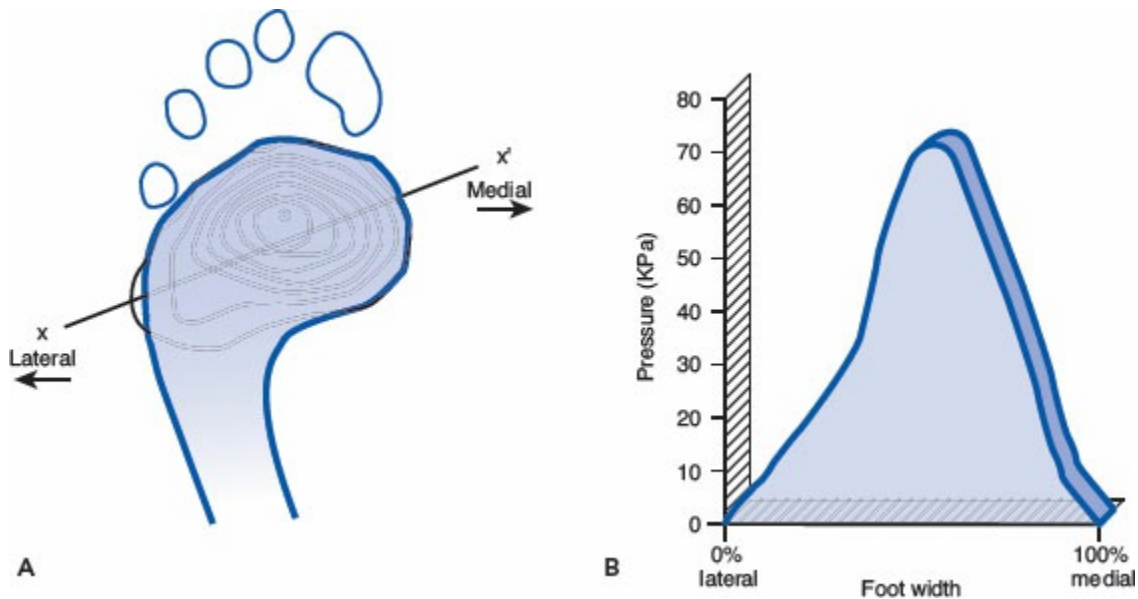 x'
Medial
x
Lateral
A
Pressure (KPa)
80
70
60
50
40
30
20
10
0
0%
lateral
100%
medial
Foot width
B